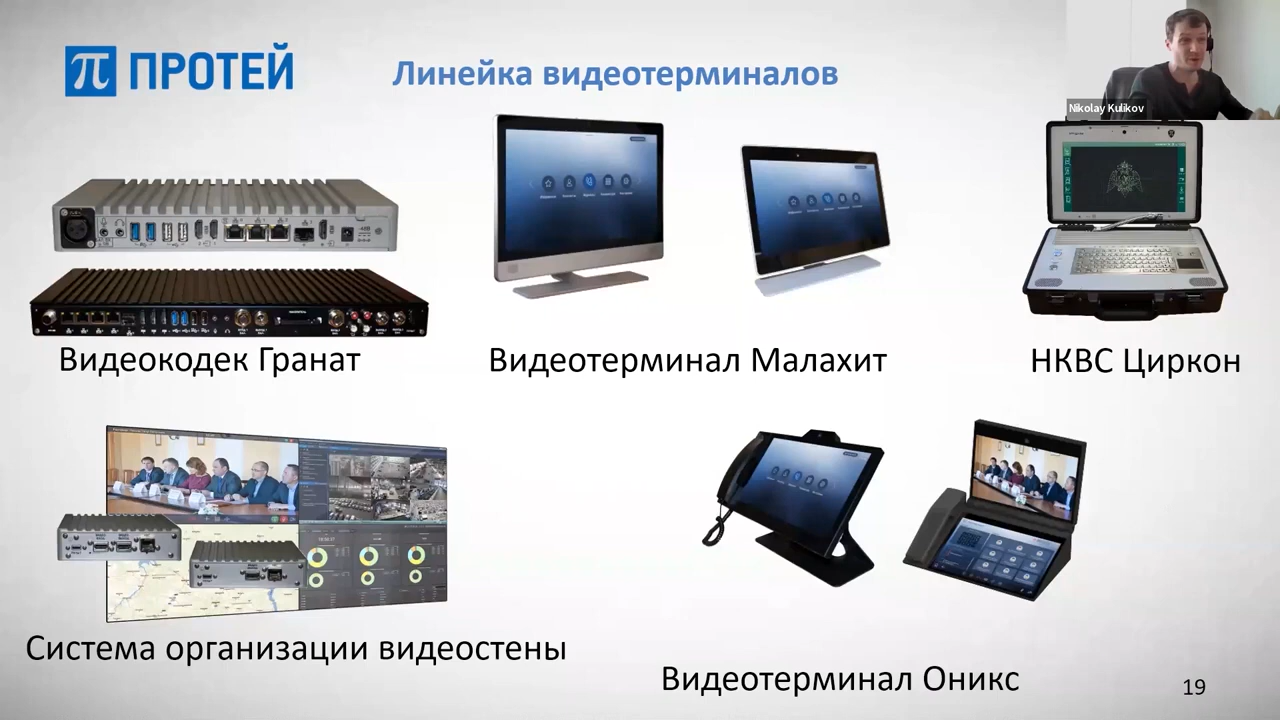 π ПРОТЕЙ
Линейка видеотерминалов
Nikolay Kulikov
Видеокодек Гранат
Видеотерминал Малахит
НКВС Циркон
Система организации видеостены
Видеотерминал Оникс
19